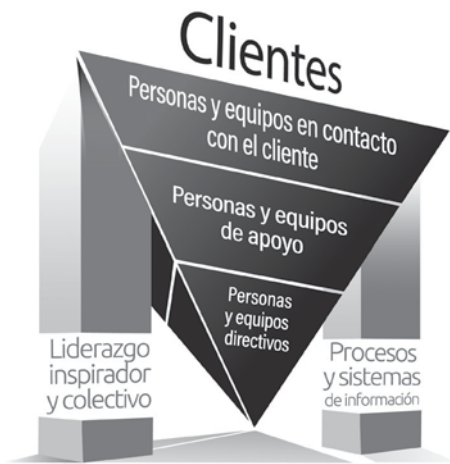 Clientes
Personas y equipos en contacto
con el cliente
Personas y equipos
de apoyo
Personas
y equipos
directivos
Liderazgo
inspirador
y colectivo
Procesos
y sistemas
de información